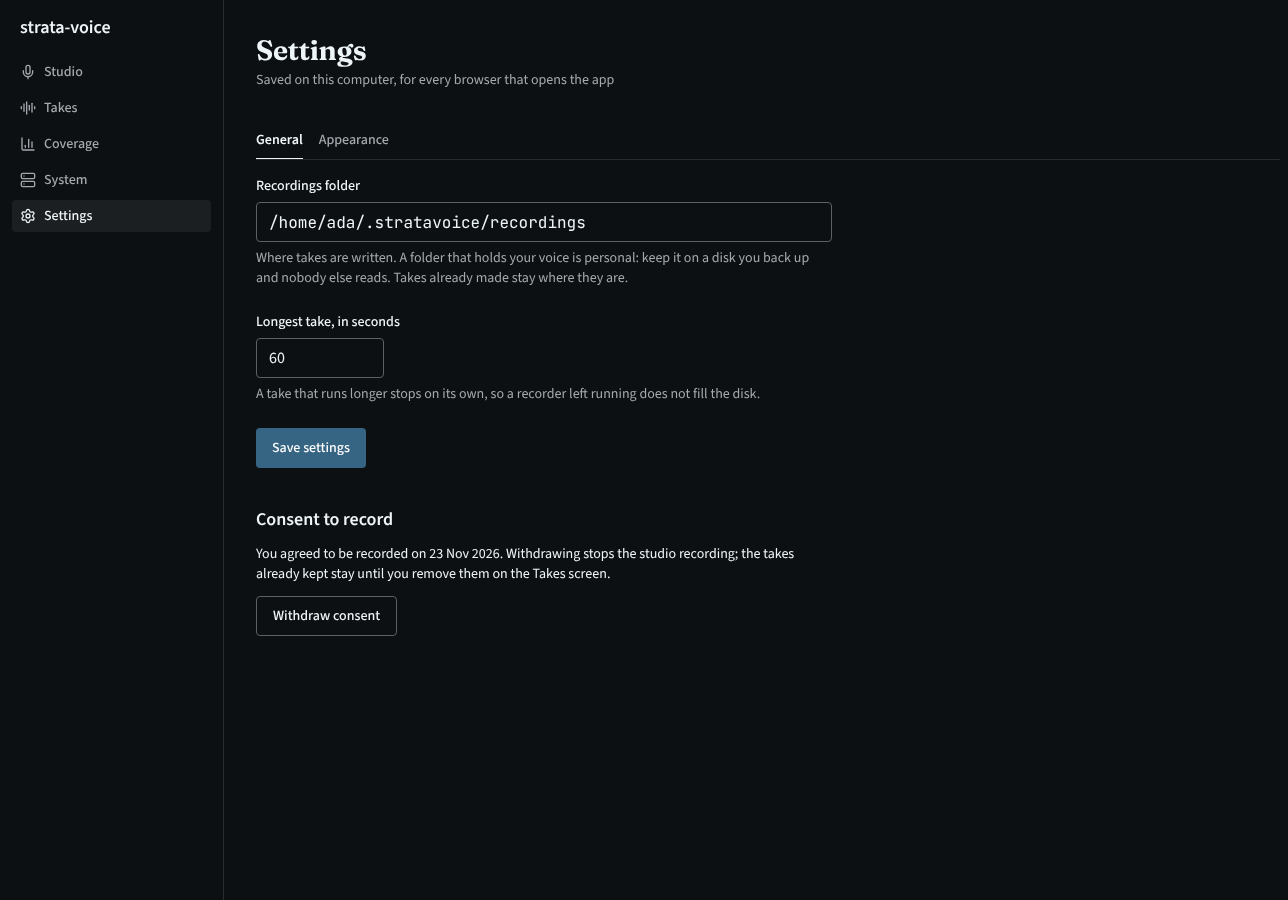 strata-voice
Studio
Takes
Coverage
System
Settings
Settings
Saved on this computer, for every browser that opens the app
General
Appearance
Recordings folder
/home/ada/.stratavoice/recordings
Where takes are written. A folder that holds your voice is personal: keep it on a disk you back up
and nobody else reads. Takes already made stay where they are.
Longest take, in seconds
60
A take that runs longer stops on its own, so a recorder left running does not fill the disk.
Save settings
Consent to record
You agreed to be recorded on 23 Nov 2026. Withdrawing stops the studio recording; the takes
already kept stay until you remove them on the Takes screen.
Withdraw consent